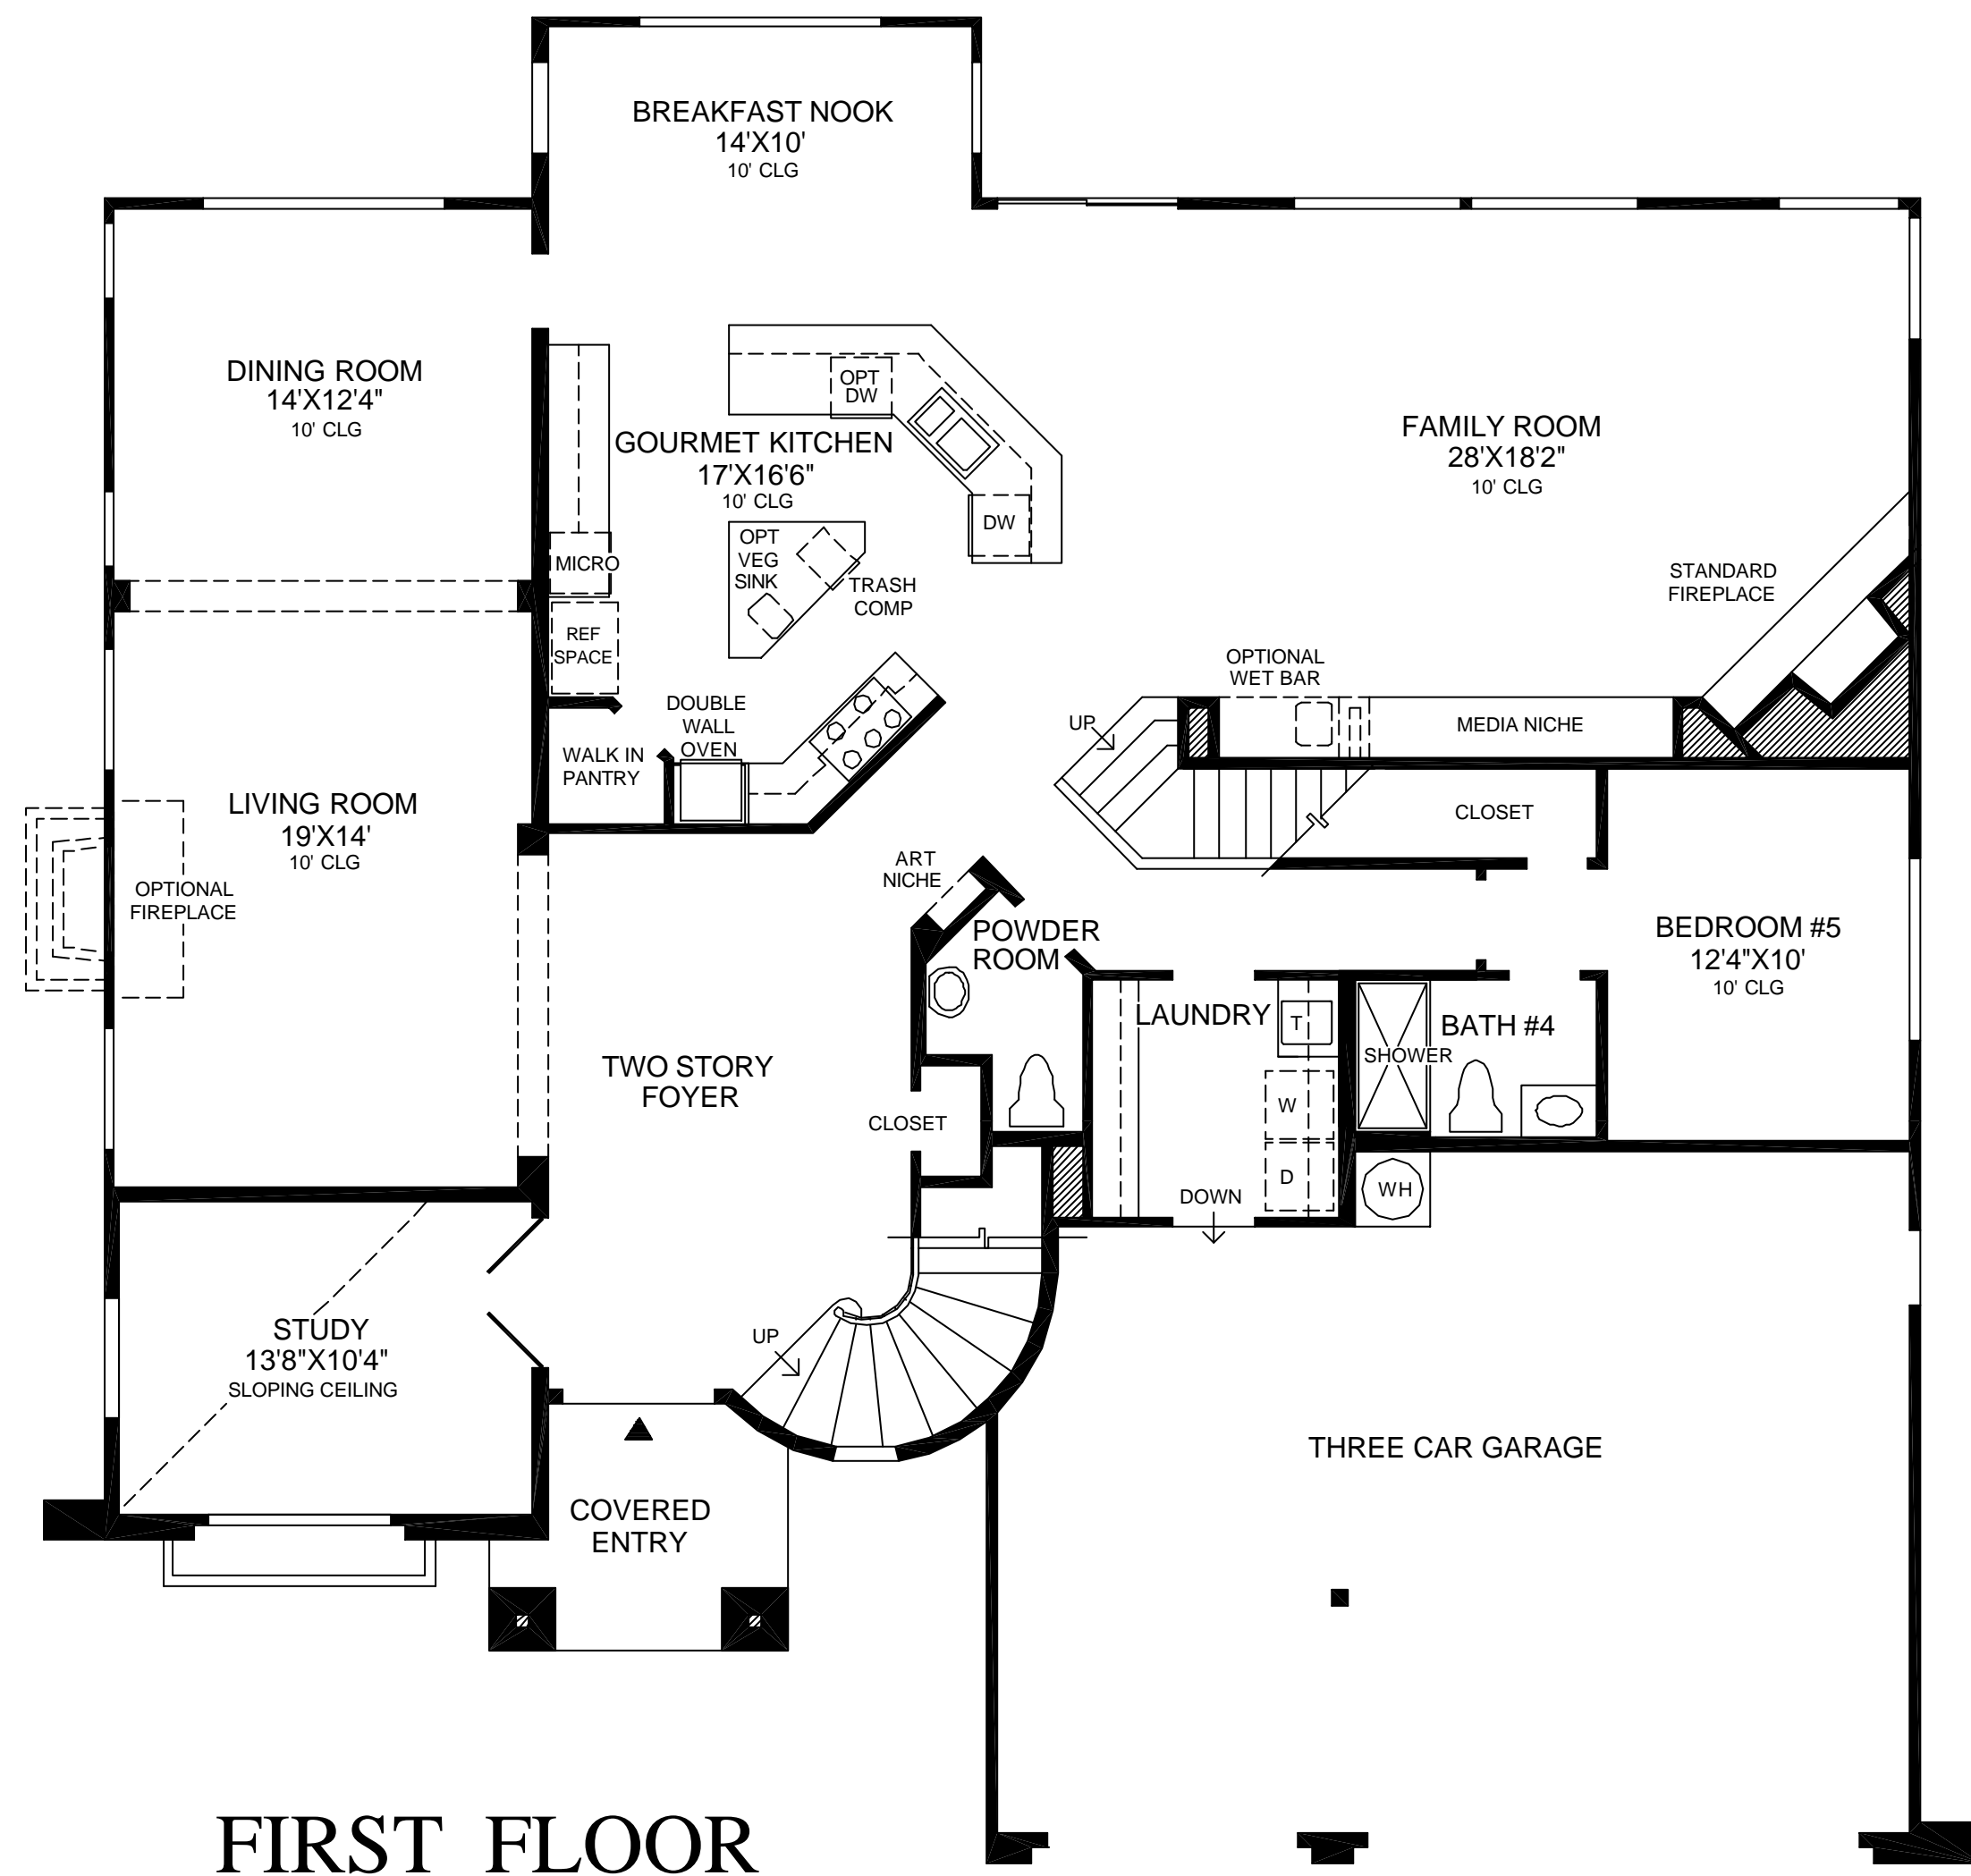 BREAKFAST NOOK
14'X10'
10' CLG
DINING ROOM
14'X12'4"
10' CLG
OPT
DW
GOURMET KITCHEN
17'X16'6"
10' CLG
DW
FAMILY ROOM
28'X18'2"
10' CLG
MICRO
OPT
VEG
SINK
TRASH
COMP
REF
SPACE
STANDARD
FIREPLACE
OPTIONAL
WET BAR
MEDIA NICHE
UP
DOUBLE
WALL
OVEN
WALK IN
PANTRY
LIVING ROOM
19'X14'
10' CLG
OPTIONAL
FIREPLACE
CLOSET
ART
NICHE
POWDER
ROOM
BEDROOM #5
12'4"X10'
10' CLG
LAUNDRY
T
BATH #4
SHOWER
TWO STORY
FOYER
CLOSET
W
D
WH
DOWN
STUDY
13'8"X10'4"
SLOPING CEILING
UP
THREE CAR GARAGE
COVERED
ENTRY
FIRST FLOOR